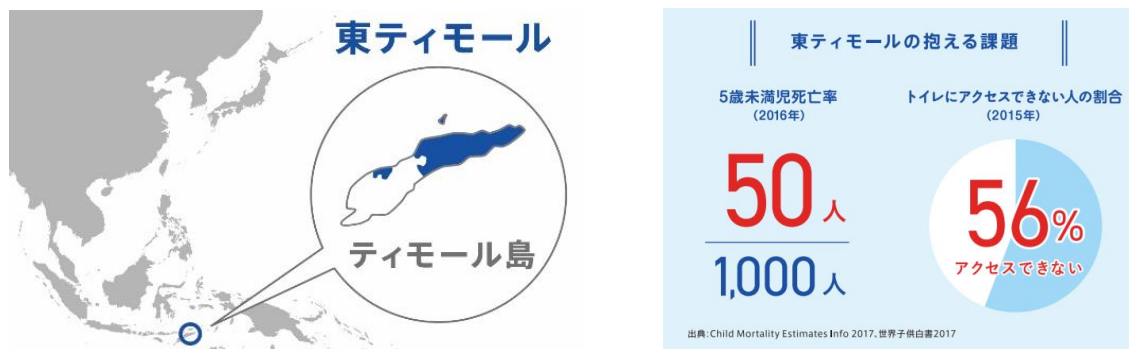 東ティモール
ティモール島
東ティモールの抱える課題
5歳未満児死亡率
(2016年)
50人
1,000人
トイレにアクセスできない人の割合
(2015年)
56%
アクセスできない
出典:Child Mortality Estimates Info 2017、世界子供白書2017